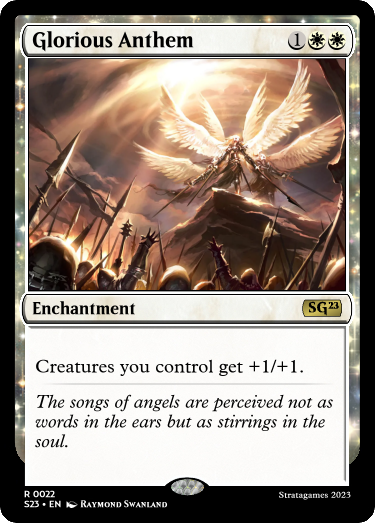 Glorious Anthem 1
Enchantment SG23
Creatures you control get +1/+1.
The songs of angels are perceived not as
words in the ears but as stirrings in the
soul.
R 0022
S23 • EN Raymond Swanland Stratagames 2023